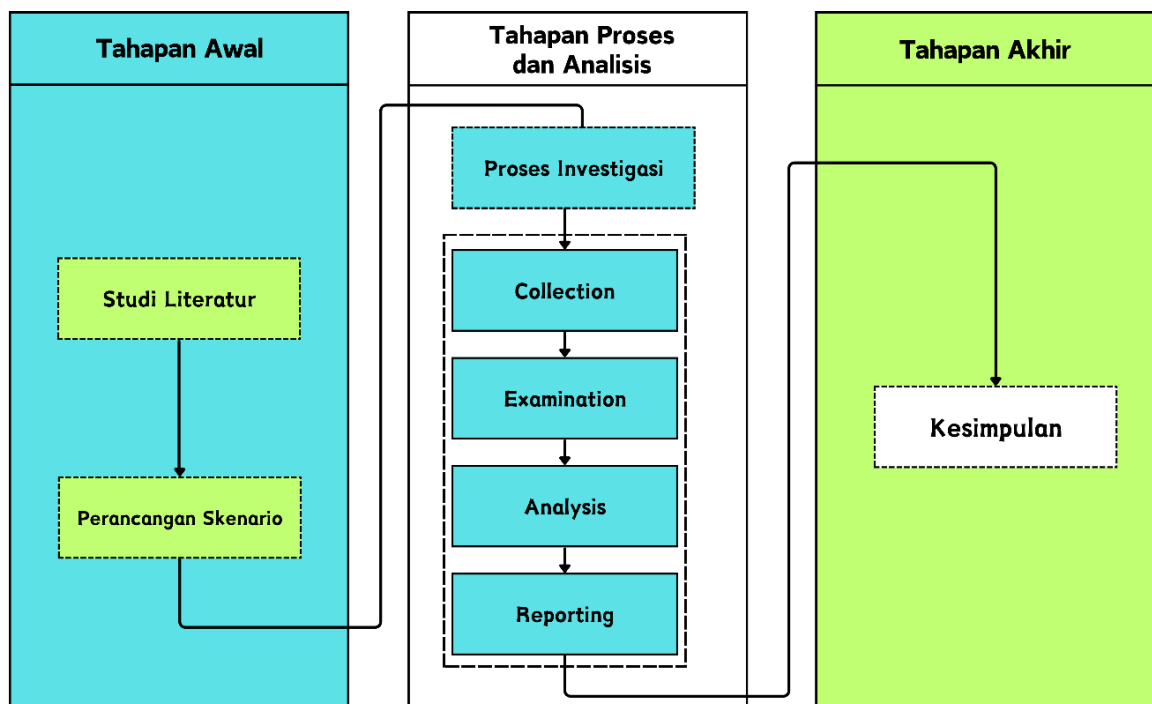 Tahapan Awal
Studi Literatur
Perancangan Skenario
Tahapan Proses
dan Analisis
Proses Investigasi
Collection
Examination
Analysis
Reporting
Tahapan Akhir
Kesimpulan